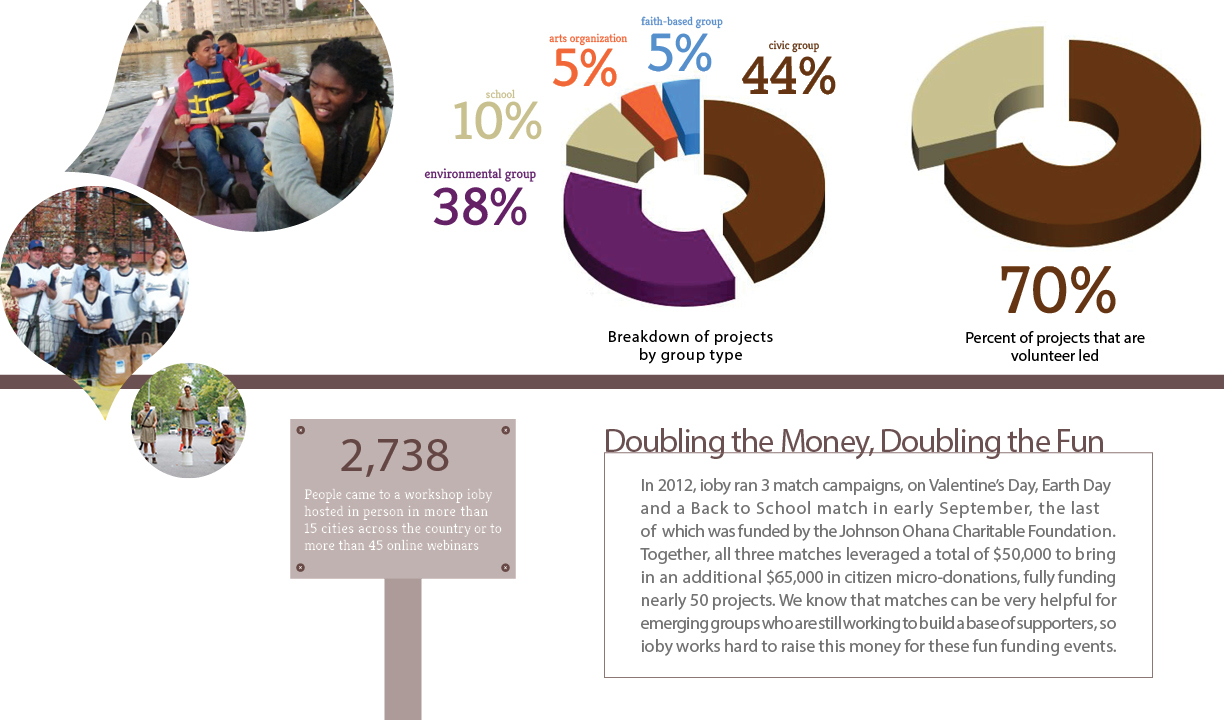 faith-based group
5%
arts organization
5%
civic group
44%
school
10%
environmental group
38%
Breakdown of projects
by group type
70%
Percent of projects that are
volunteer led
2,738
People came to a workshop ioby
hosted in person in more than
15 cities across the country or to
more than 45 online webinars
Doubling the Money, Doubling the Fun
In 2012, ioby ran 3 match campaigns, on Valentine's Day, Earth Day
and a Back to School match in early September, the last
of which was funded by the Johnson Ohana Charitable Foundation.
Together, all three matches leveraged a total of $50,000 to bring
in an additional $65,000 in citizen micro-donations, fully funding
nearly 50 projects. We know that matches can be very helpful for
emerging groups who are still working to build a base of supporters, so
ioby works hard to raise this money for these fun funding events.